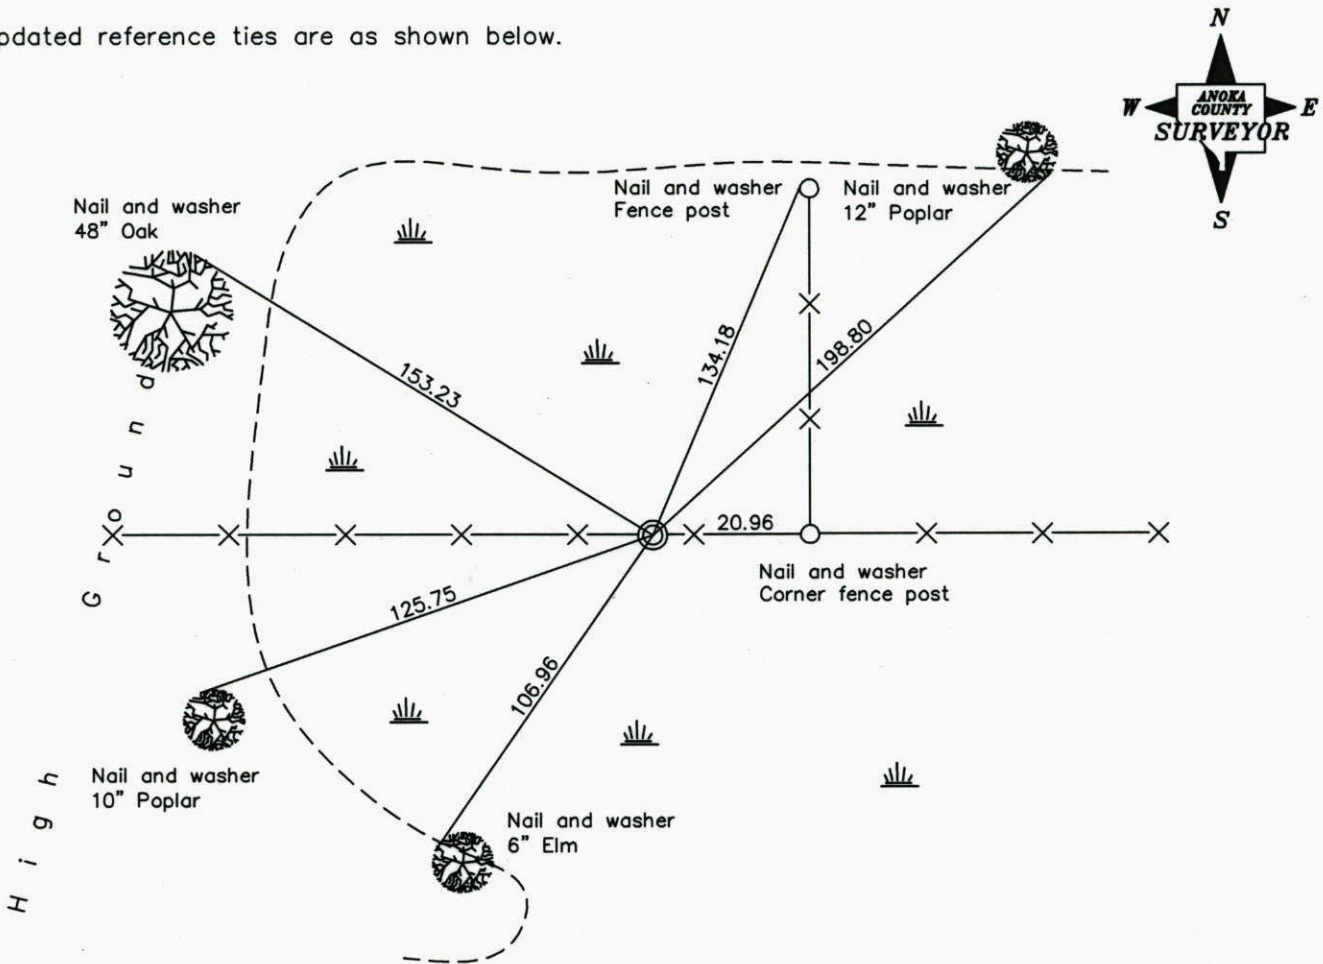 pdated reference ties are as shown below.
N
W
ANOKA
COUNTY
E
SURVEYOR
S
Nail and washer
Fence post
Nail and washer
12" Poplar
Nail and washer
48" Oak
153.23
134.18
198.80
20.96
Nail and washer
Corner fence post
125.75
106.96
Nail and washer
10" Poplar
Nail and washer
6" Elm
High Ground